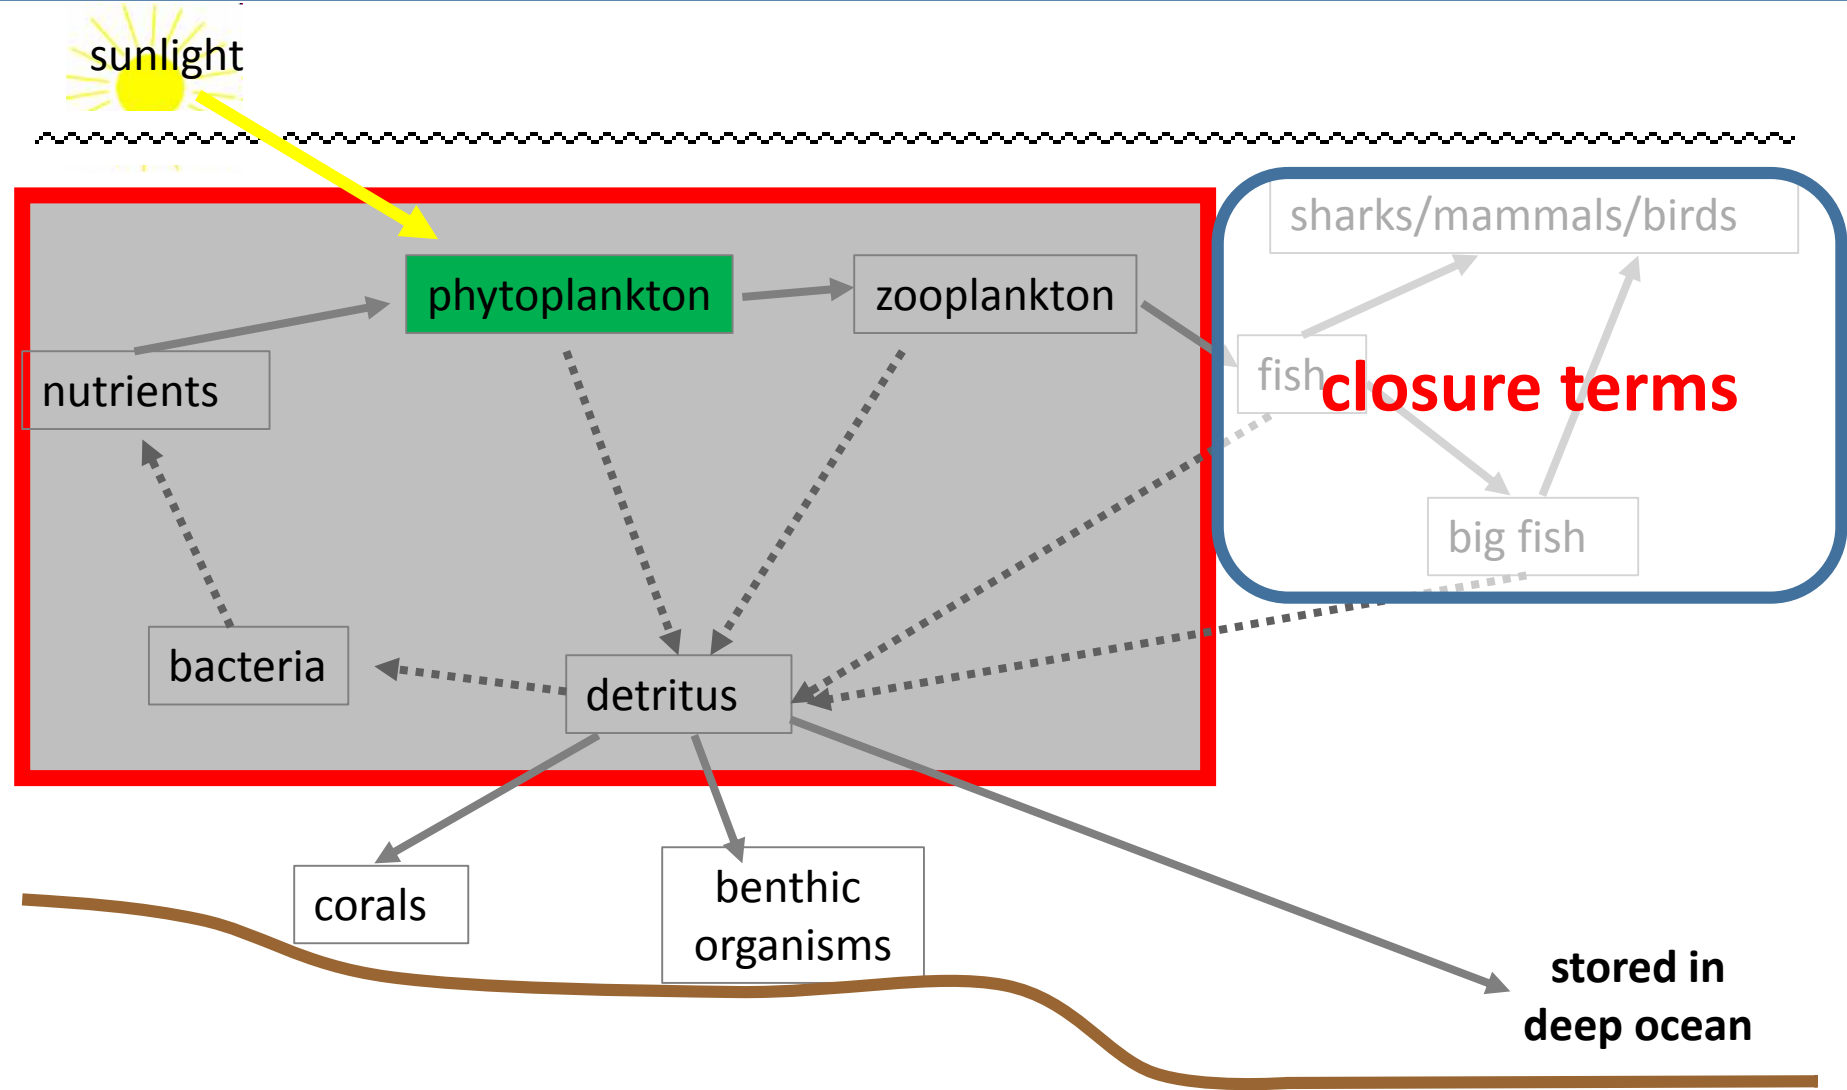 sunlight
sharks/mammals/birds
phytoplankton
zooplankton
nutrients
fish
closure terms
big fish
bacteria
detritus
corals
benthic
organisms
stored in
deep ocean